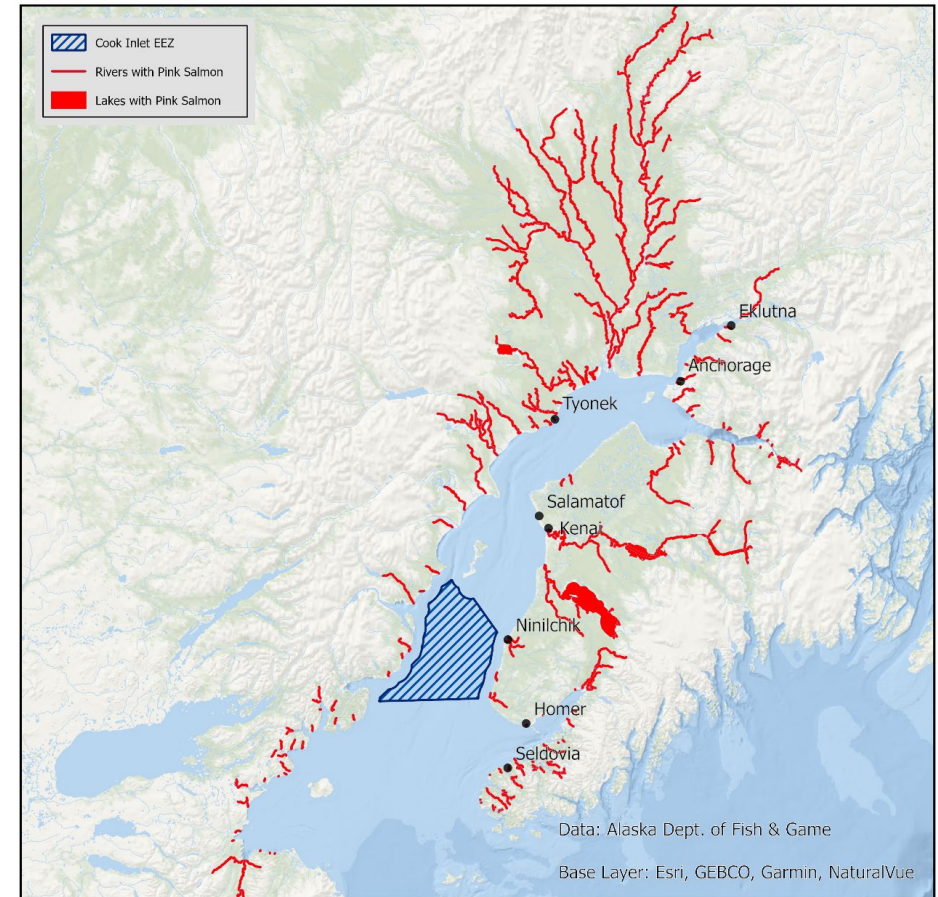 Cook Inlet EEZ
Rivers with Pink Salmon
Lakes with Pink Salmon
Eklutna
Anchorage
Tyonek
Salamatof
Kenai
Ninilchik
Homer
Seldovia
Data: Alaska Dept. of Fish & Game
Base Layer: Esri, GEBCO, Garmin, NaturalVue